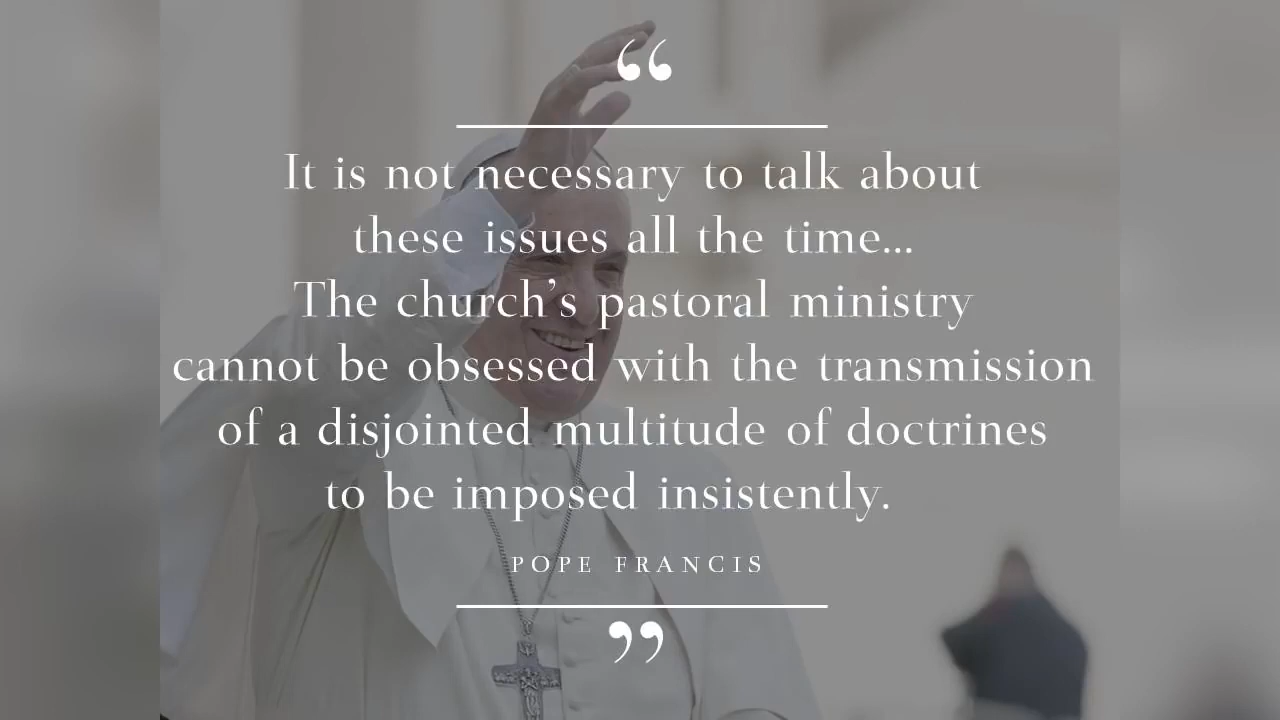 “
It is not necessary to talk about
these issues all the time...
The church’s pastoral ministry
cannot be obsessed with the transmission
of a disjointed multitude of doctrines
to be imposed insistently.
POPE FRANCIS
”